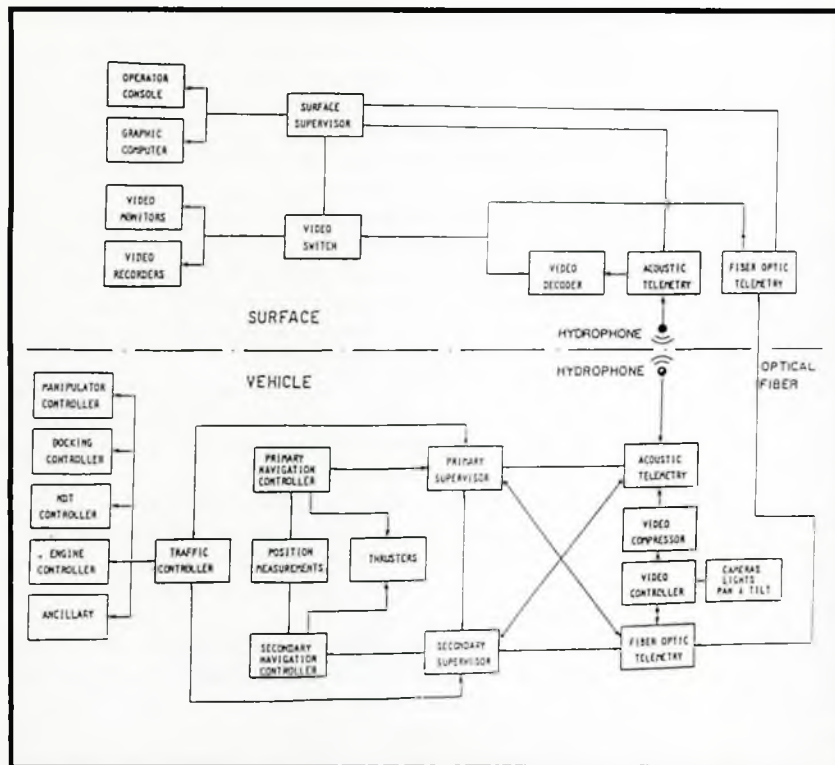 OPERATOR
CONSOLE
GRAPHIC
COMPUTER
SURFACE
SUPERVISOR
VIDEO
MONITORS
VIDEO
RECORDERS
VIDEO
SWITCH
VIDEO
DECODER
ACOUSTIC
TELEMETRY
FIBER OPTIC
TELEMETRY
SURFACE
HYDROPHONE
HYDROPHONE
OPTICAL
FIBER
VEHICLE
MANIPULATOR
CONTROLLER
DOCKING
CONTROLLER
NDT
CONTROLLER
ENGINE
CONTROLLER
ANCILLARY
TRAFFIC
CONTROLLER
PRIMARY
NAVIGATION
CONTROLLER
POSITION
MEASUREMENTS
SECONDARY
NAVIGATION
CONTROLLER
THRUSTERS
PRIMARY
SUPERVISOR
SECONDARY
SUPERVISOR
ACOUSTIC
TELEMETRY
VIDEO
COMPRESSOR
VIDEO
CONTROLLER
CAMERAS
LIGHTS
PAN & TILT
FIBER OPTIC
TELEMETRY